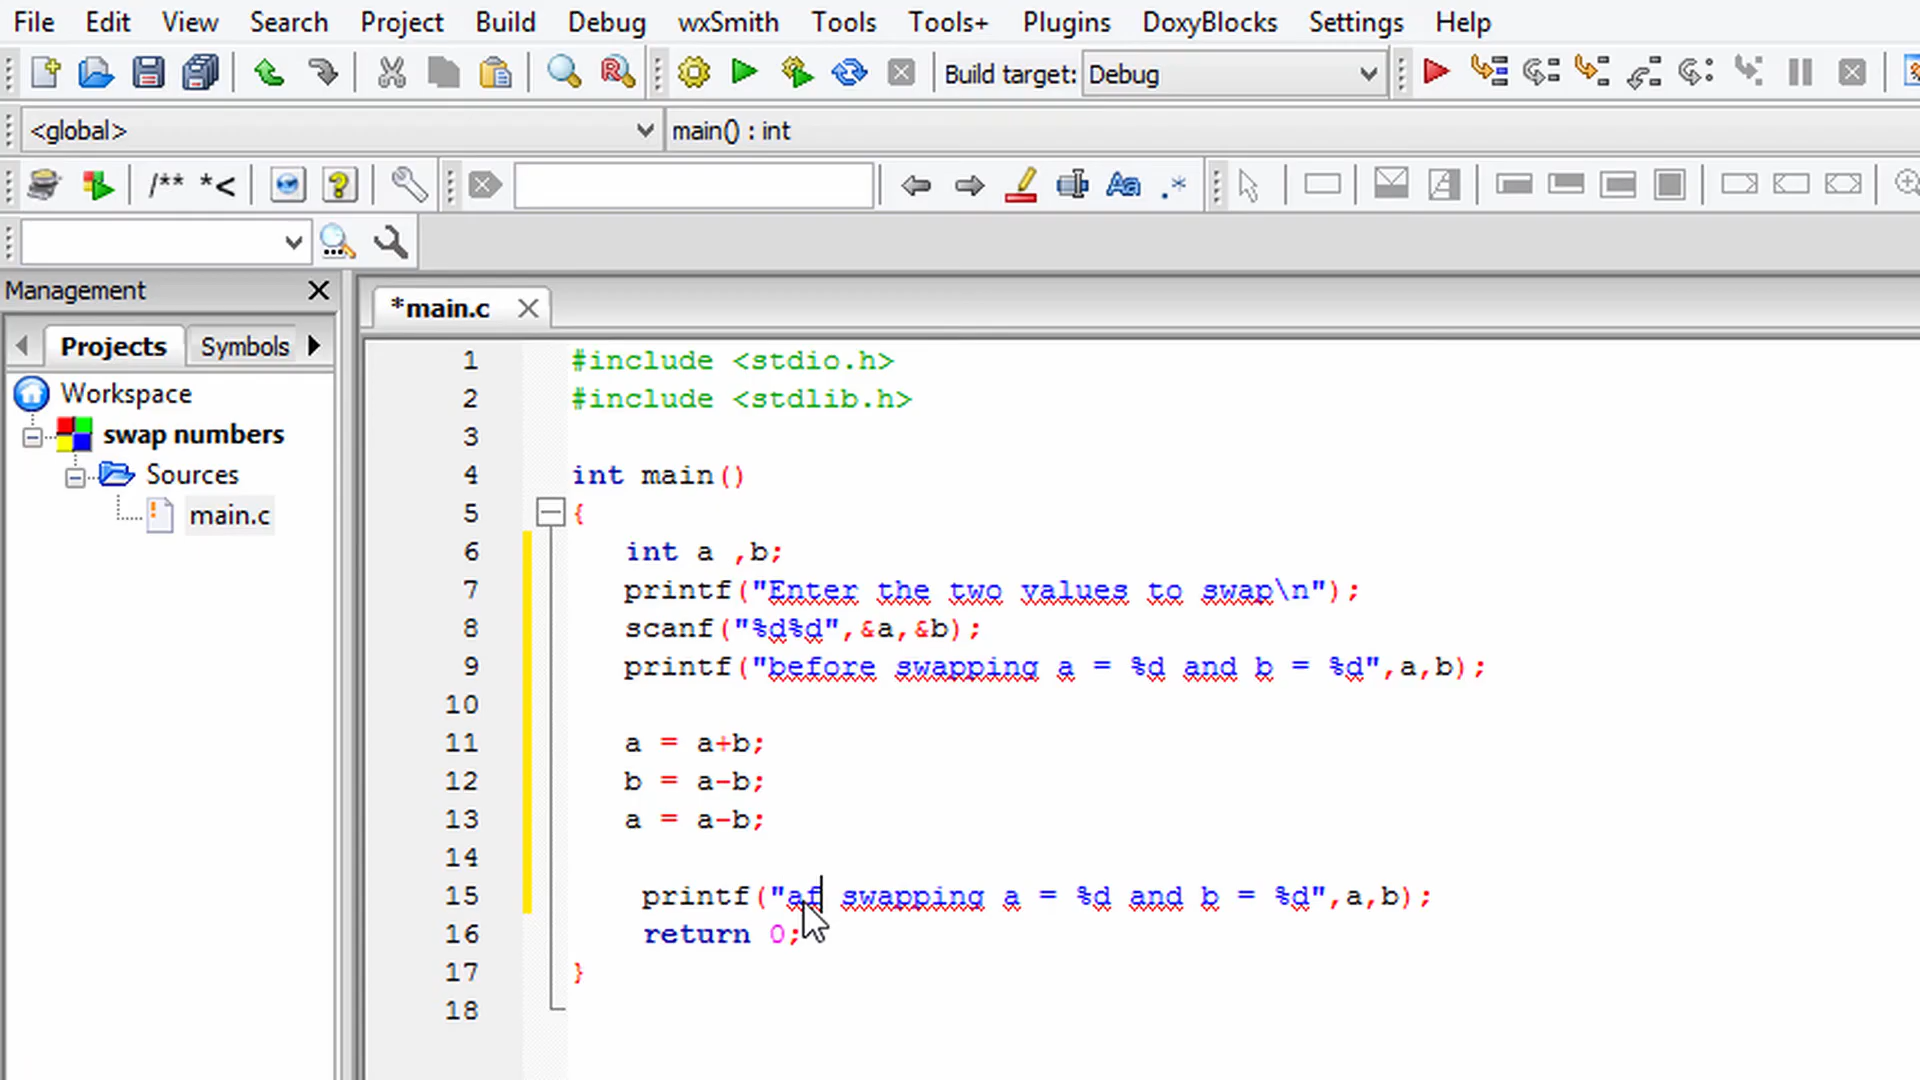 File Edit View Search Project Build Debug wxSmith Tools Tools+ Plugins DoxyBlocks Settings Help
Build target: Debug
<global> main() : int
/** *<
Management
Projects Symbols
*main.c
Workspace
swap numbers
Sources
main.c
1 #include <stdio.h>
2 #include <stdlib.h>
3
4 int main()
5 {
6 int a ,b;
7 printf("Enter the two values to swap\n");
8 scanf("%d%d",&a,&b);
9 printf("before swapping a = %d and b = %d",a,b);
10
11 a = a+b;
12 b = a-b;
13 a = a-b;
14
15 printf("af swapping a = %d and b = %d",a,b);
16 return 0;
17 }
18